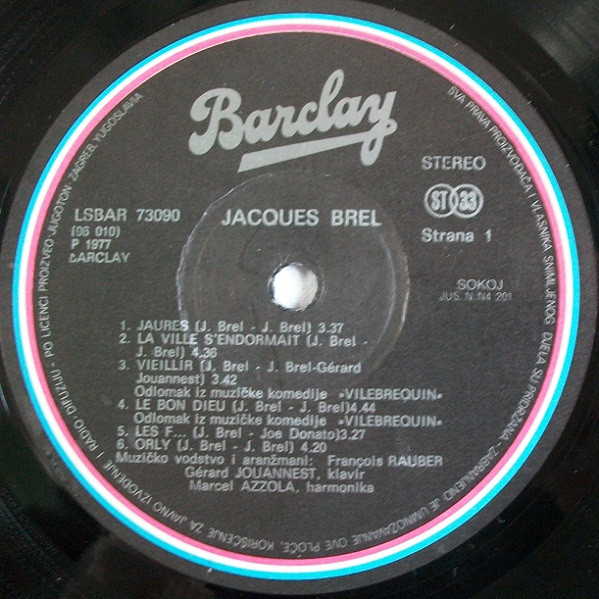 Barclay
STEREO
ST 33
LSBAR 73090
(96 010)
P 1977
BARCLAY
JACQUES BREL
Strana 1
SOKOJ
JUS. N.N4 201
1. JAURES (J. Brel - J. Brel) 3.37
2. LA VILLE S'ENDORMAIT (J. Brel -
J. Brel) 4.36
3. VIEILLIR (J. Brel - J. Brel-Gérard
Jouannest) 3.42
Odlomak iz muzičke komedije »VILEBREQUIN«
4. LE BON DIEU (J. Brel - J. Brel)4.44
Odlomak iz muzičke komedije »VILEBREQUIN«
5. LES F... (J. Brel - Joe Donato)3.27
6. ORLY (J. Brel - J. Brel) 4.20
Muzičko vodstvo i aranžmani: François RAUBER
Gérard JOUANNEST, klavir
Marcel AZZOLA, harmonika
SVA PRAVA PROIZVOĐAČA I VLASNIKA SNIMLJENOG DJELA SU PRIDRŽANA. ZABRANJENO JE UMNOŽAVANJE OVE PLOČE, KORIŠĆENJE ZA JAVNO IZVOĐENJE I RADIO DIFUZIJU - PO LICENCI PROIZVEO JUGOTON - ZAGREB, YUGOSLAVIA